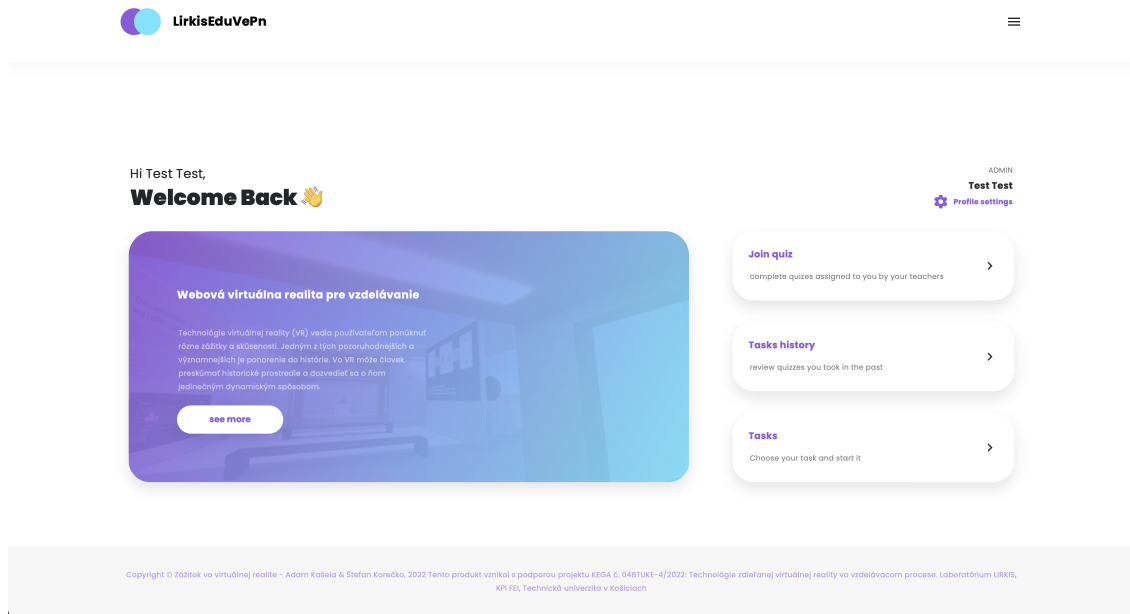 LirkisEduVePn
Hi Test Test,
Welcome Back 👋
ADMIN
Test Test
Profile settings
Webová virtuálna realita pre vzdelávanie
Technológie virtuálnej reality (VR) vedia používateľom ponúknuť
rôzne zážitky a skúsenosti. Jedným z tých pozoruhodnejších a
významnejších je ponorenie do histórie. Vo VR môže človek
preskúmať historické prostredie a dozvedieť sa o ňom
jedinečným dynamickým spôsobom.
see more
Join quiz
complete quizes assigned to you by your teachers
Tasks history
review quizzes you took in the past
Tasks
Choose your task and start it
Copyright © Zážitok vo virtuálnej realite - Adam Kašela & Štefan Korečko, 2022 Tento produkt vznikol s podporou projektu KEGA č. 048TUKE-4/2022: Technológie zdieľanej virtuálnej reality vo vzdelávacom procese. Laboratórium LIRKIS,
KPI FEI, Technická univerzita v Košiciach